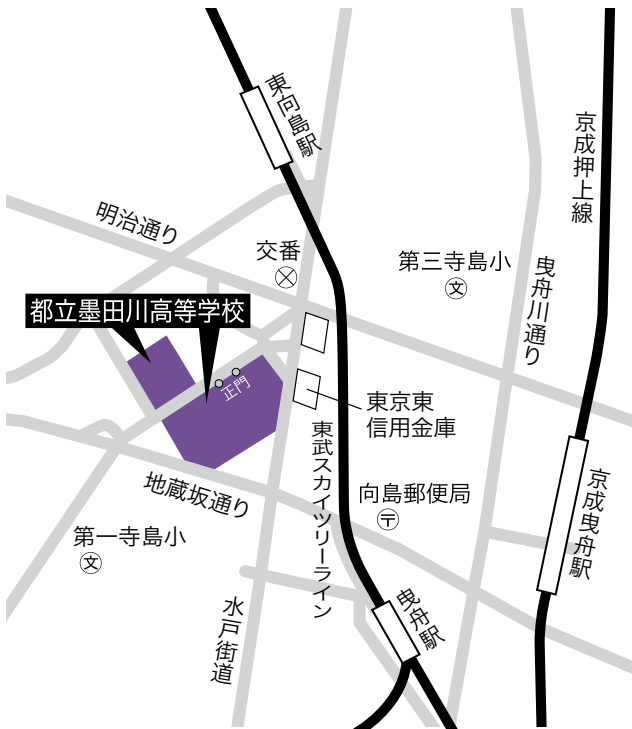 東向島駅
京成押上線
明治通り
交番
第三寺島小
文
曳舟川通り
都立墨田川高等学校
正門
東京東
信用金庫
東武スカイツリーライン
地蔵坂通り
向島郵便局
〒
京成曳舟駅
第一寺島小
文
水戸街道
曳舟駅